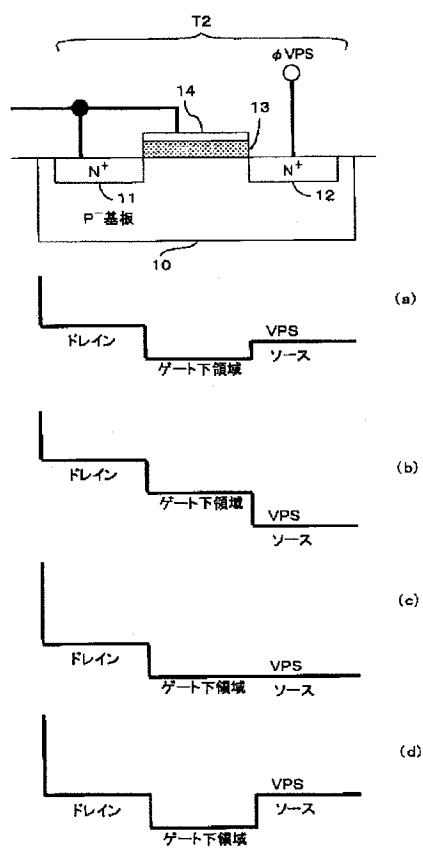 T2
φVPS
14
13
N⁺
N⁺
11
12
P⁻基板
10
(a)
ドレイン
VPS
ソース
ゲート下領域
(b)
ドレイン
ゲート下領域
VPS
ソース
(c)
ドレイン
ゲート下領域
VPS
ソース
(d)
ドレイン
VPS
ソース
ゲート下領域